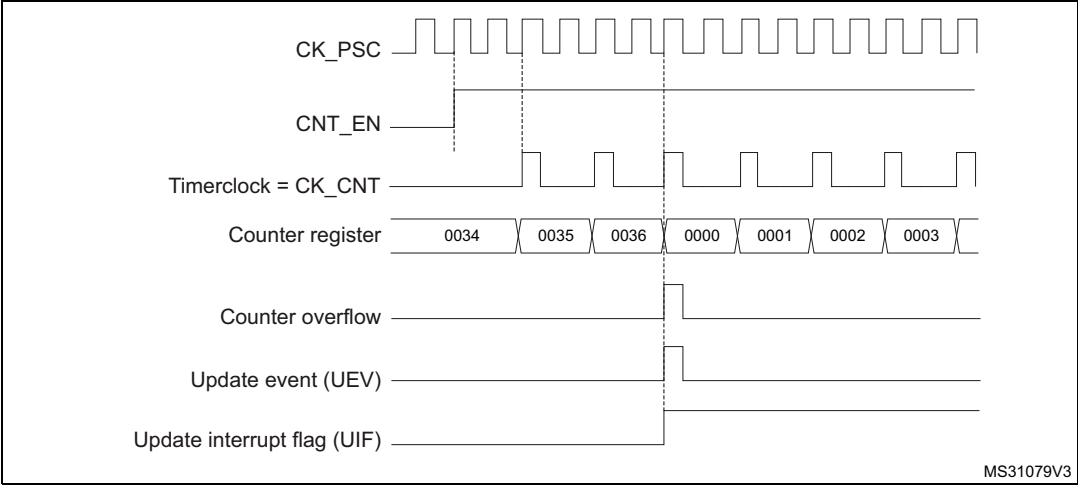 CK_PSC
CNT_EN
Timerclock = CK_CNT
Counter register 0034 0035 0036 0000 0001 0002 0003
Counter overflow
Update event (UEV)
Update interrupt flag (UIF)
MS31079V3